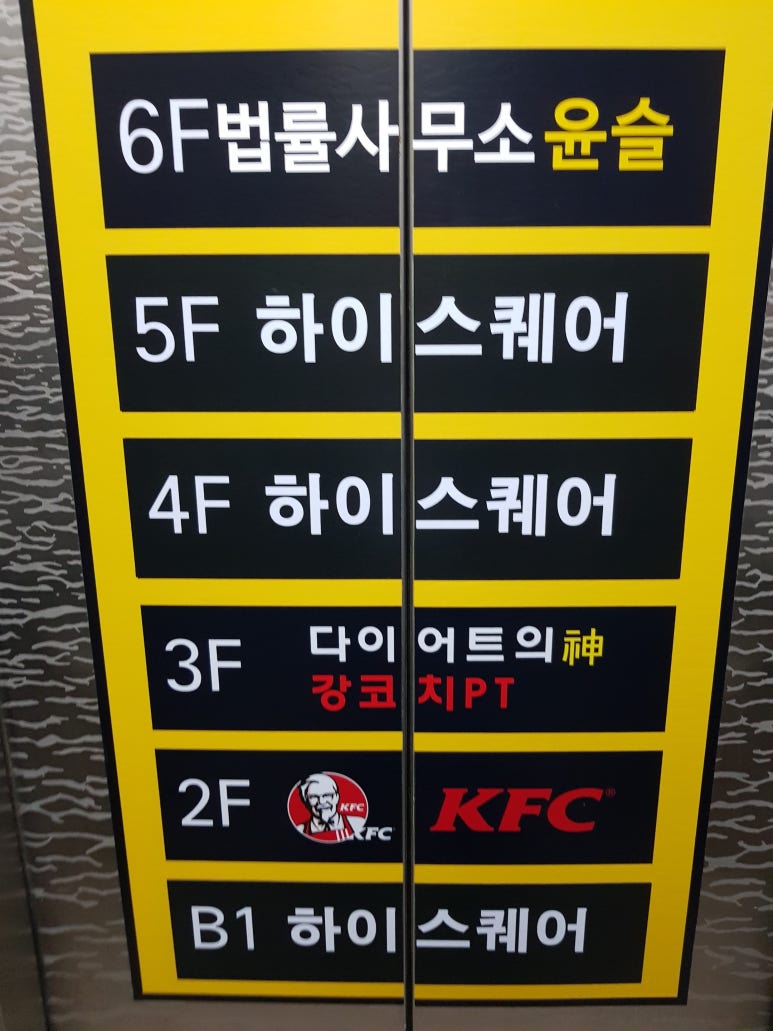 6F 법률사무소 윤슬
5F 하이스퀘어
4F 하이스퀘어
3F 다이어트의神
강코치PT
2F KFC KFC KFC®
B1 하이스퀘어